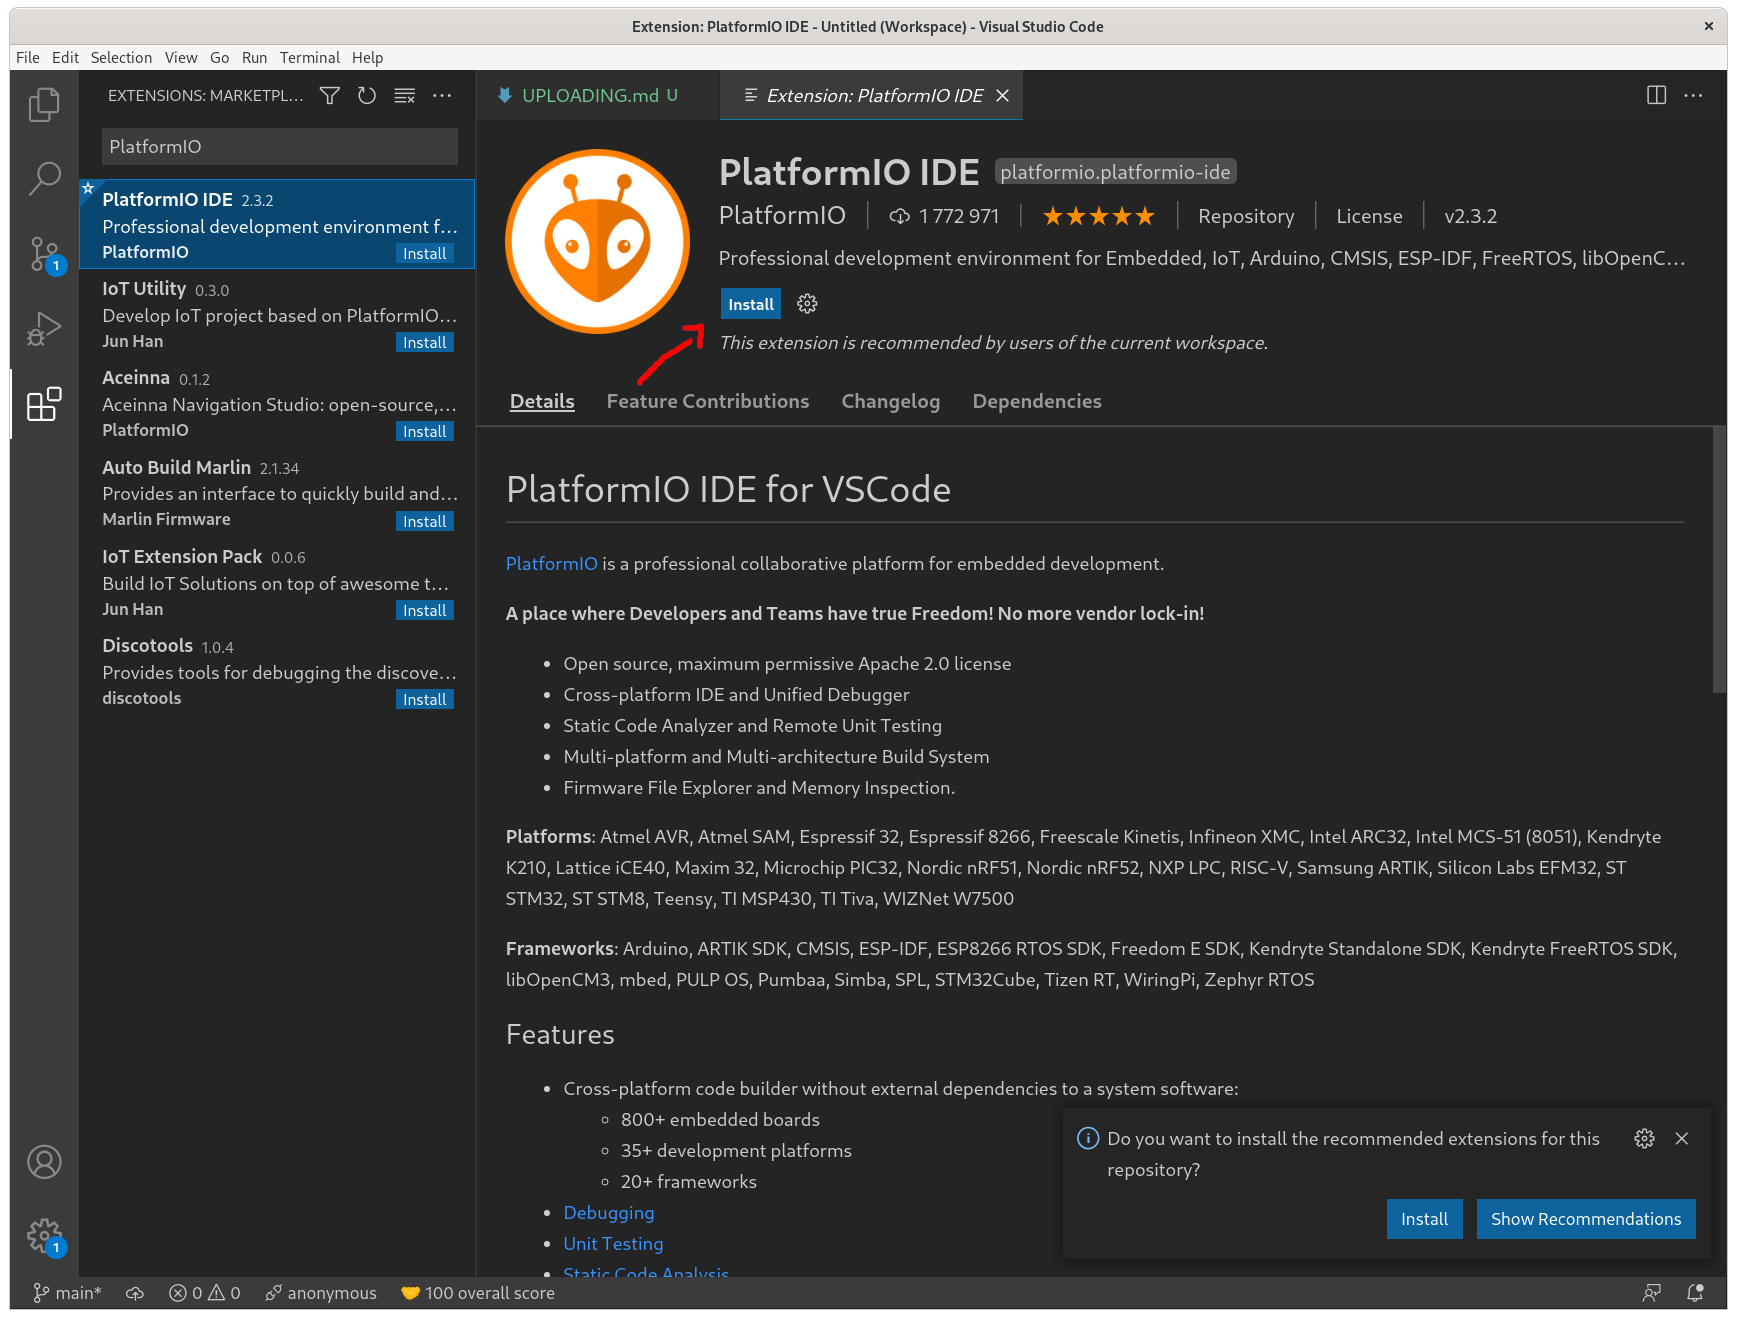 Extension: PlatformIO IDE - Untitled (Workspace) - Visual Studio Code
File Edit Selection View Go Run Terminal Help
EXTENSIONS: MARKETPL...
PlatformIO
PlatformIO IDE 2.3.2
Professional development environment f...
PlatformIO Install
IoT Utility 0.3.0
Develop IoT project based on PlatformIO...
Jun Han Install
Aceinna 0.1.2
Aceinna Navigation Studio: open-source,...
PlatformIO Install
Auto Build Marlin 2.1.34
Provides an interface to quickly build and...
Marlin Firmware Install
IoT Extension Pack 0.0.6
Build IoT Solutions on top of awesome t...
Jun Han Install
Discotools 1.0.4
Provides tools for debugging the discove...
discotools Install
1
1
UPLOADING.md U
Extension: PlatformIO IDE
PlatformIO IDE platformio.platformio-ide
PlatformIO 1 772 971 Repository License v2.3.2
Professional development environment for Embedded, IoT, Arduino, CMSIS, ESP-IDF, FreeRTOS, libOpenC...
Install
This extension is recommended by users of the current workspace.
Details Feature Contributions Changelog Dependencies
PlatformIO IDE for VSCode
PlatformIO is a professional collaborative platform for embedded development.
A place where Developers and Teams have true Freedom! No more vendor lock-in!
• Open source, maximum permissive Apache 2.0 license
• Cross-platform IDE and Unified Debugger
• Static Code Analyzer and Remote Unit Testing
• Multi-platform and Multi-architecture Build System
• Firmware File Explorer and Memory Inspection.
Platforms: Atmel AVR, Atmel SAM, Espressif 32, Espressif 8266, Freescale Kinetis, Infineon XMC, Intel ARC32, Intel MCS-51 (8051), Kendryte
K210, Lattice iCE40, Maxim 32, Microchip PIC32, Nordic nRF51, Nordic nRF52, NXP LPC, RISC-V, Samsung ARTIK, Silicon Labs EFM32, ST
STM32, ST STM8, Teensy, TI MSP430, TI Tiva, WIZNet W7500
Frameworks: Arduino, ARTIK SDK, CMSIS, ESP-IDF, ESP8266 RTOS SDK, Freedom E SDK, Kendryte Standalone SDK, Kendryte FreeRTOS SDK,
libOpenCM3, mbed, PULP OS, Pumbaa, Simba, SPL, STM32Cube, Tizen RT, WiringPi, Zephyr RTOS
Features
• Cross-platform code builder without external dependencies to a system software:
◦ 800+ embedded boards
◦ 35+ development platforms
◦ 20+ frameworks
• Debugging
• Unit Testing
• Static Code Analysis
Do you want to install the recommended extensions for this
repository?
Install Show Recommendations
main* 0 0 anonymous 100 overall score